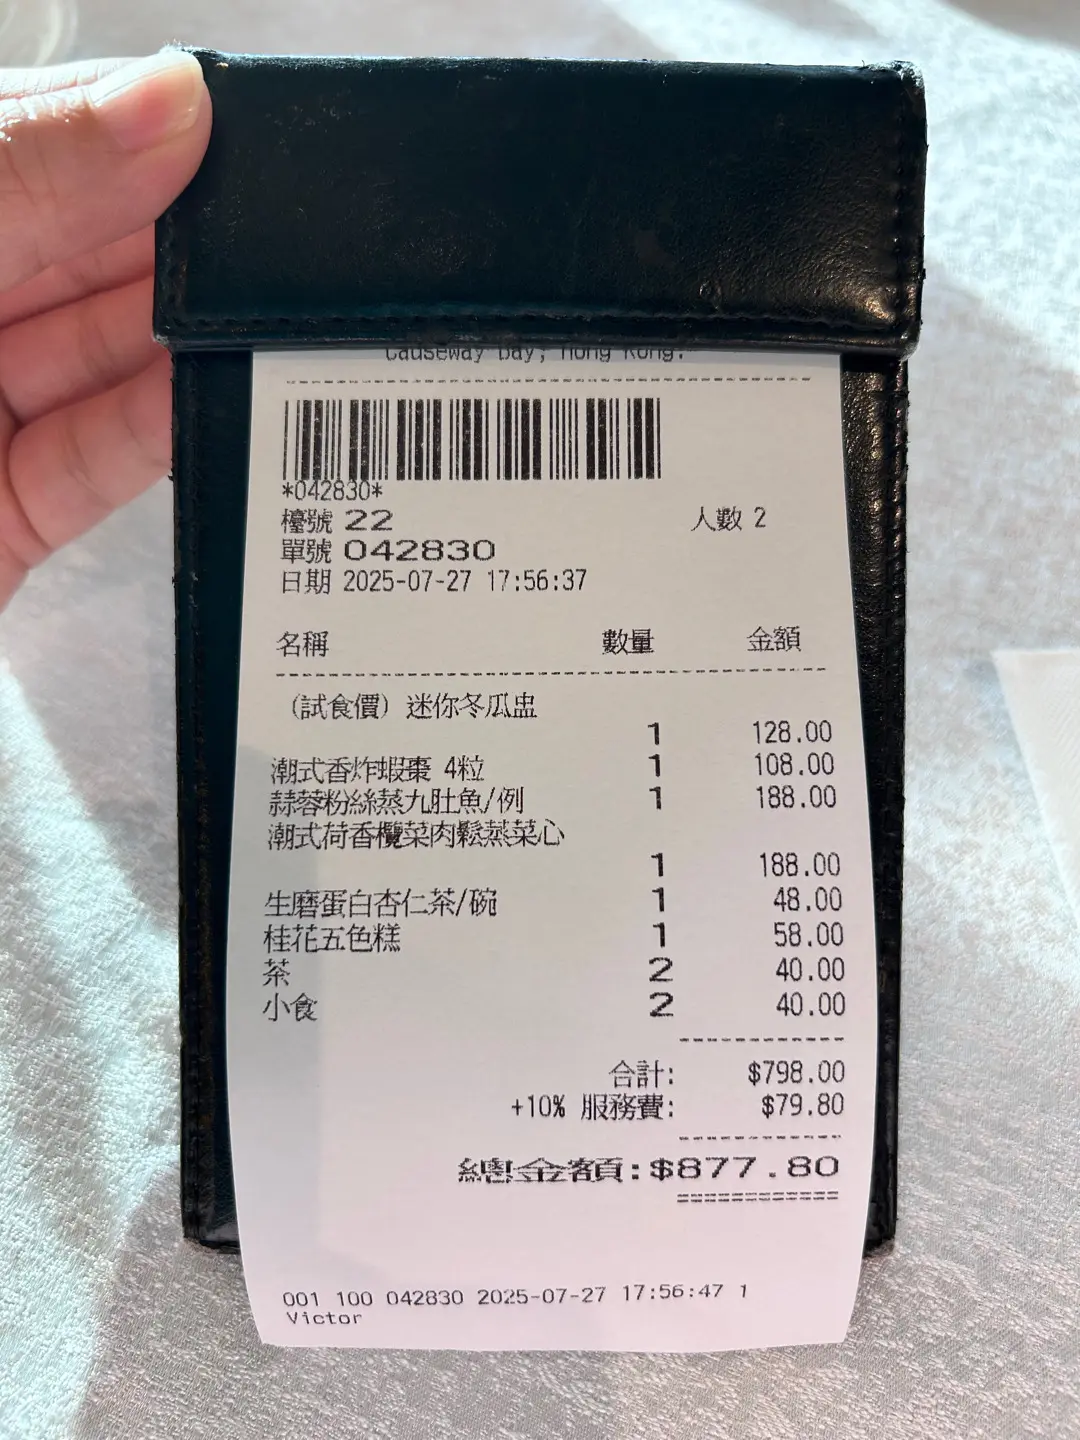 Causeway Bay, Hong Kong.
*042830*
檯號 22 人數 2
單號 042830
日期 2025-07-27 17:56:37
名稱 數量 金額
(試食價) 迷你冬瓜盅
1 128.00
潮式香炸蝦棗 4粒 1 108.00
蒜蓉粉絲蒸九肚魚/例 1 188.00
潮式荷香欖菜肉鬆蒸菜心
1 188.00
生磨蛋白杏仁茶/碗 1 48.00
桂花五色糕 1 58.00
茶 2 40.00
小食 2 40.00
合計: $798.00
+10% 服務費: $79.80
總金額:$877.80
001 100 042830 2025-07-27 17:56:47 1
Victor